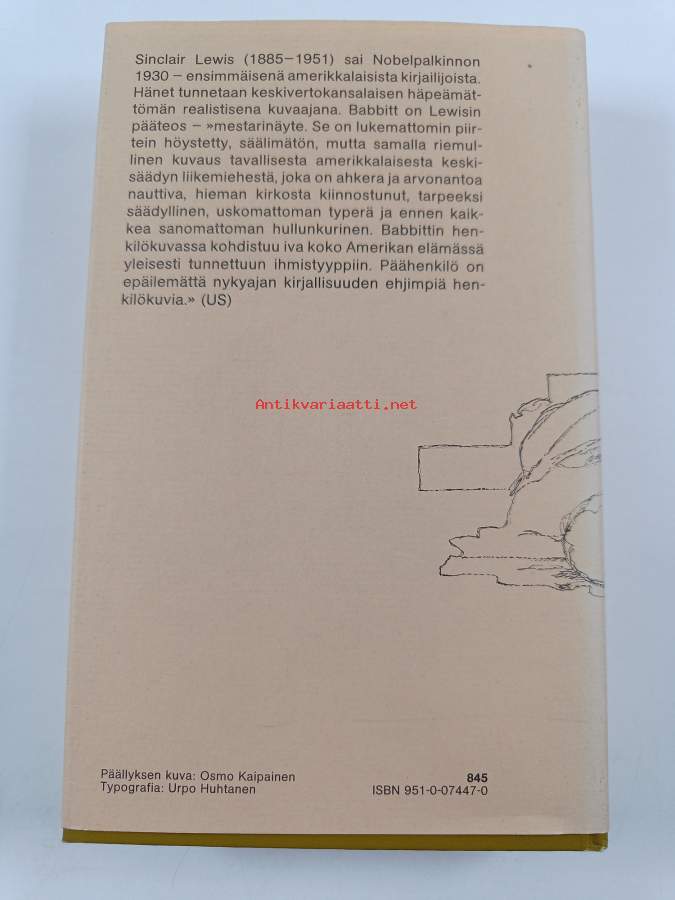 Sinclair Lewis (1885–1951) sai Nobelpalkinnon
1930 – ensimmäisenä amerikkalaisista kirjailijoista.
Hänet tunnetaan keskivertokansalaisen häpeämät-
tömän realistisena kuvaajana. Babbitt on Lewisin
pääteos – »mestarinäyte. Se on lukemattomin piir-
tein höystetty, säälimätön, mutta samalla riemul-
linen kuvaus tavallisesta amerikkalaisesta keski-
säädyn liikemiehestä, joka on ahkera ja arvonantoa
nauttiva, hieman kirkosta kiinnostunut, tarpeeksi
säädyllinen, uskomattoman typerä ja ennen kaik-
kea sanomattoman hullunkurinen. Babbittin hen-
kilökuvassa kohdistuu iva koko Amerikan elämässä
yleisesti tunnettuun ihmistyyppiin. Päähenkilö on
epäilemättä nykyajan kirjallisuuden ehjimpiä hen-
kilökuvia.» (US)
Antikvariaatti.net
Päällyksen kuva: Osmo Kaipainen
Typografia: Urpo Huhtanen
845
ISBN 951-0-07447-0